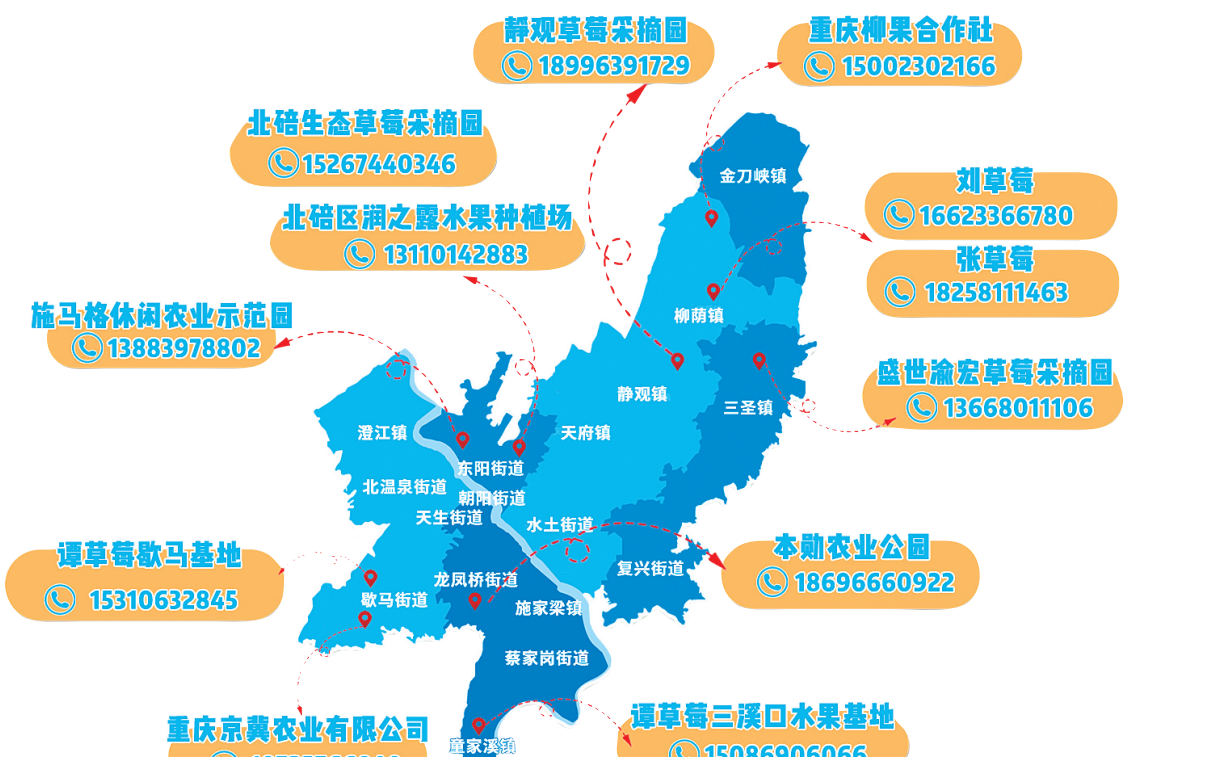 静观草莓采摘园
18996391729
重庆柳果合作社
15002302166
北碚生态草莓采摘园
15267440346
金刀峡镇
刘草莓
16623366780
北碚区润之露水果种植场
13110142883
张草莓
18258111463
施马格休闲农业示范园
13883978802
柳荫镇
盛世渝宏草莓采摘园
13668011106
静观镇
三圣镇
澄江镇
天府镇
东阳街道
北温泉街道
朝阳街道
天生街道
水土街道
谭草莓歇马基地
15310632845
本勋农业公园
18696660922
复兴街道
龙凤桥街道
歇马街道
施家梁镇
蔡家岗街道
重庆京冀农业有限公司
谭草莓三溪口水果基地
15086906066
童家溪镇